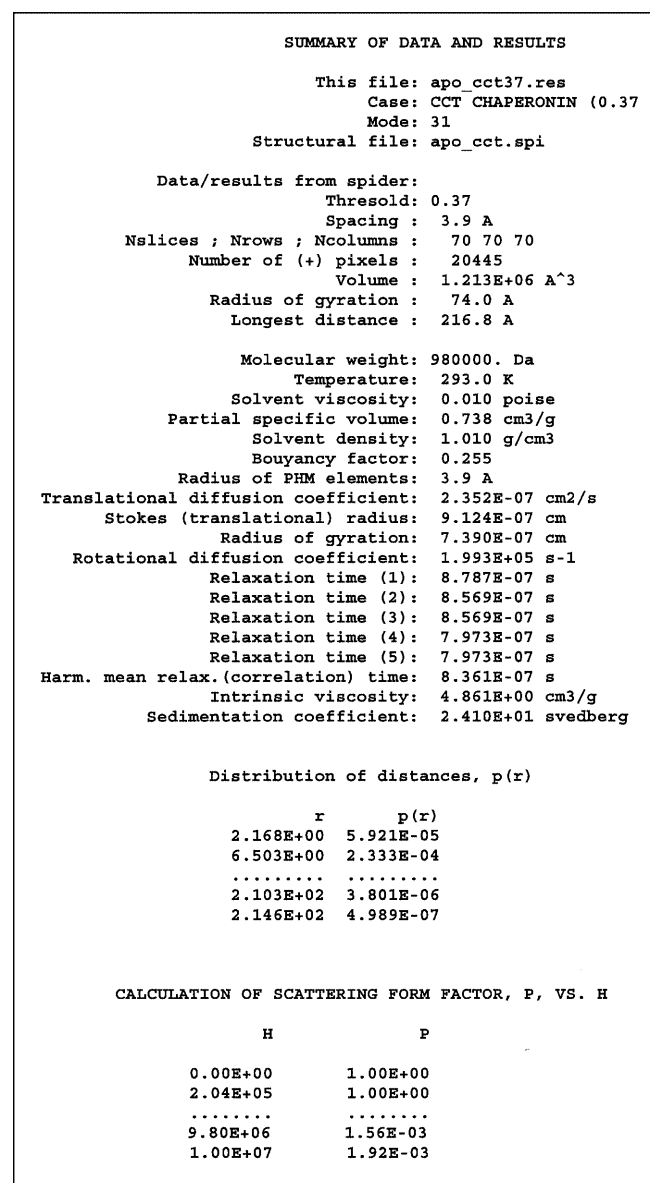 SUMMARY OF DATA AND RESULTS
This file: apo_cct37.res
Case: CCT CHAPERONIN (0.37
Mode: 31
Structural file: apo_cct.spi
Data/results from spider:
Thresold: 0.37
Spacing : 3.9 A
Nslices ; Nrows ; Ncolumns : 70 70 70
Number of (+) pixels : 20445
Volume : 1.213E+06 A^3
Radius of gyration : 74.0 A
Longest distance : 216.8 A
Molecular weight: 980000. Da
Temperature: 293.0 K
Solvent viscosity: 0.010 poise
Partial specific volume: 0.738 cm3/g
Solvent density: 1.010 g/cm3
Bouyancy factor: 0.255
Radius of PHM elements: 3.9 A
Translational diffusion coefficient: 2.352E-07 cm2/s
Stokes (translational) radius: 9.124E-07 cm
Radius of gyration: 7.390E-07 cm
Rotational diffusion coefficient: 1.993E+05 s-1
Relaxation time (1): 8.787E-07 s
Relaxation time (2): 8.569E-07 s
Relaxation time (3): 8.569E-07 s
Relaxation time (4): 7.973E-07 s
Relaxation time (5): 7.973E-07 s
Harm. mean relax.(correlation) time: 8.361E-07 s
Intrinsic viscosity: 4.861E+00 cm3/g
Sedimentation coefficient: 2.410E+01 svedberg
Distribution of distances, p(r)
r p(r)
2.168E+00 5.921E-05
6.503E+00 2.333E-04
......... .........
2.103E+02 3.801E-06
2.146E+02 4.989E-07
CALCULATION OF SCATTERING FORM FACTOR, P, VS. H
H P
0.00E+00 1.00E+00
2.04E+05 1.00E+00
........ ........
9.80E+06 1.56E-03
1.00E+07 1.92E-03